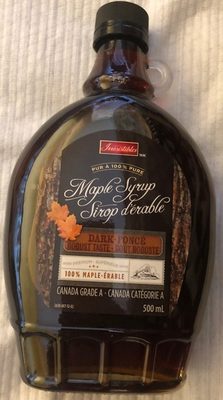 Irresistibles
PUR À 100% PURE
Maple Syrup
Sirop d'érable
DARK • FONCÉ
ROBUST TASTE • GOÛT ROBUSTE
100% MAPLE-ÉRABLE
CANADA GRADE A - CANADA CATÉGORIE A
500 mL